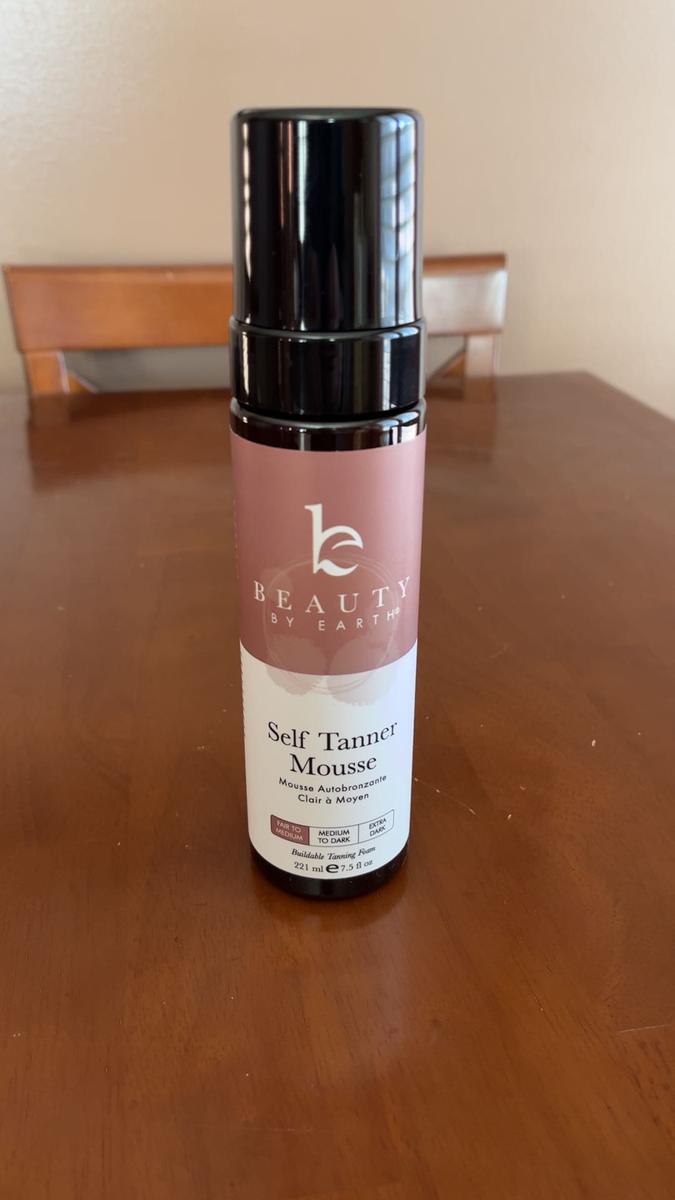 b
BEAUTY
BY EARTH®
Self Tanner
Mousse
Mousse Autobronzante
Clair à Moyen
FAIR TO
MEDIUM
MEDIUM
TO DARK
EXTRA
DARK
Buildable Tanning Foam
221 ml ℮ 7.5 fl oz